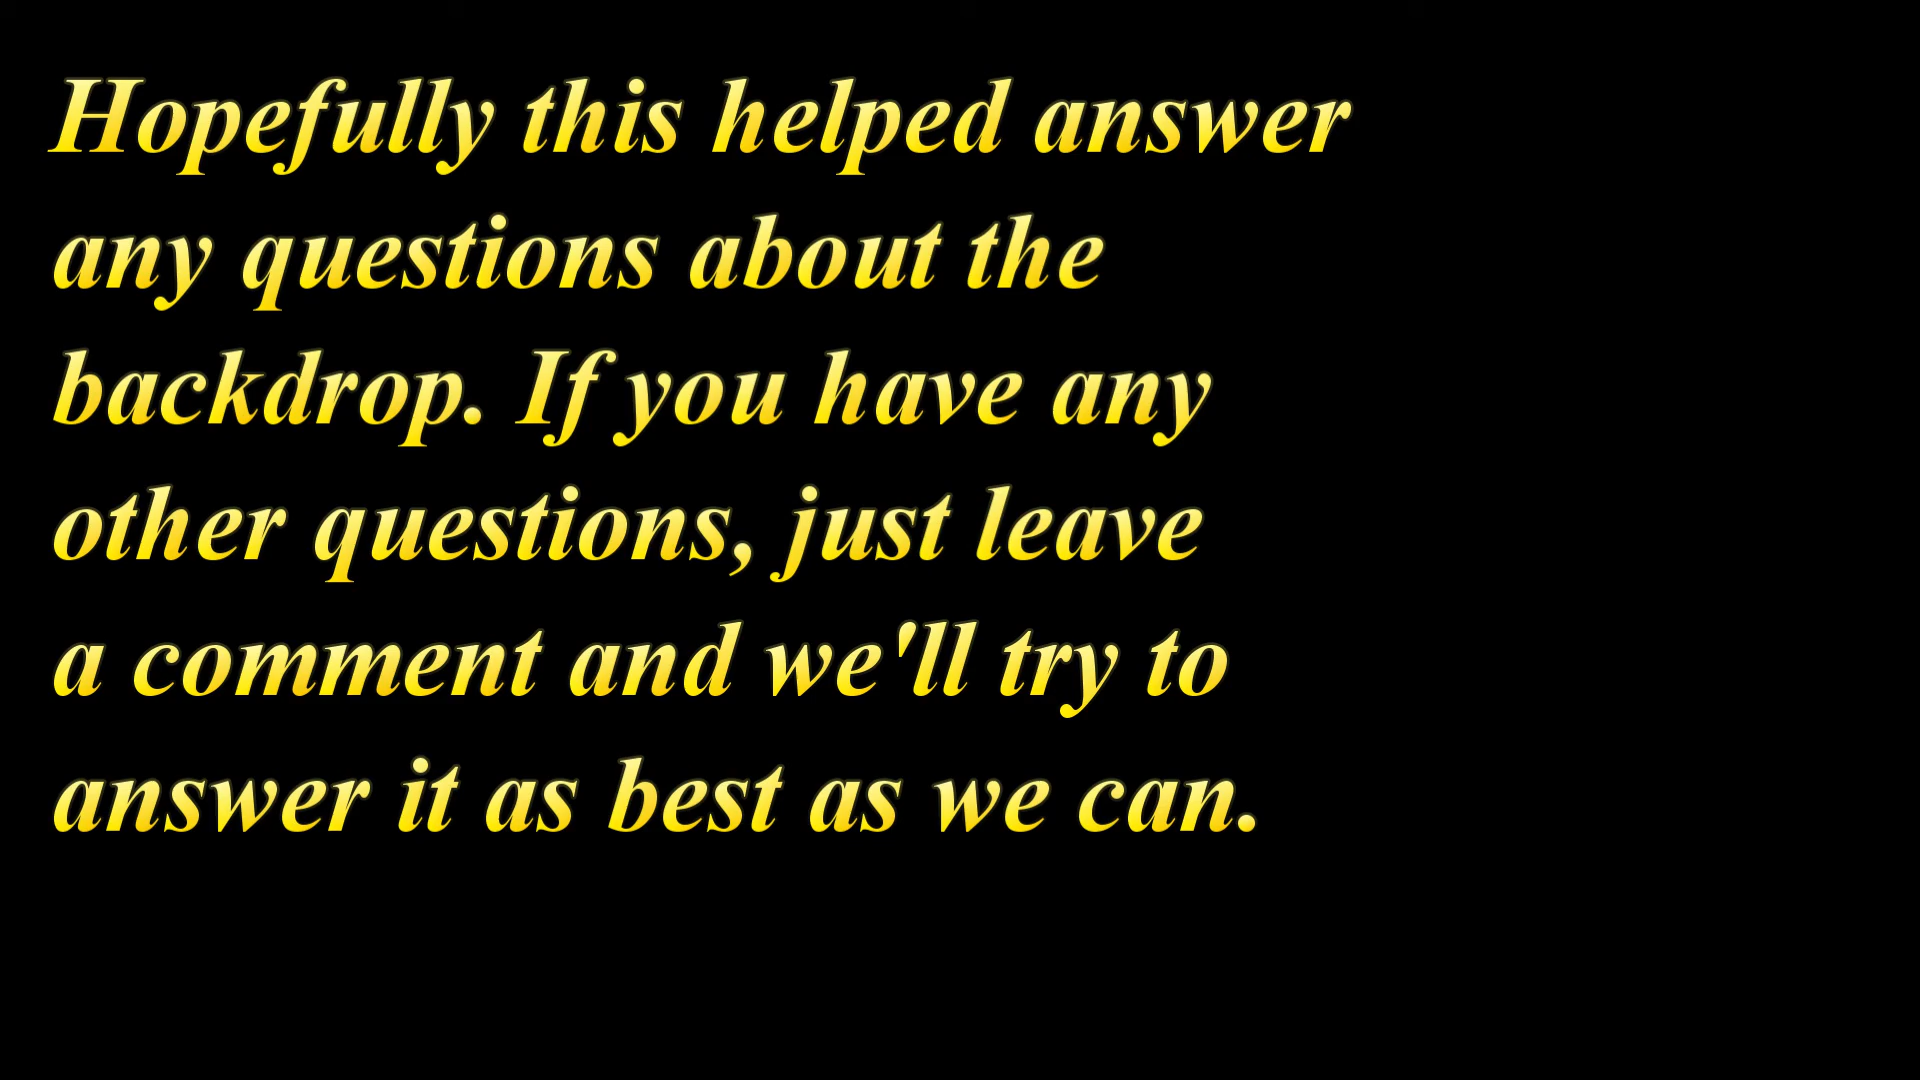 Hopefully this helped answer
any questions about the
backdrop. If you have any
other questions, just leave
a comment and we'll try to
answer it as best as we can.